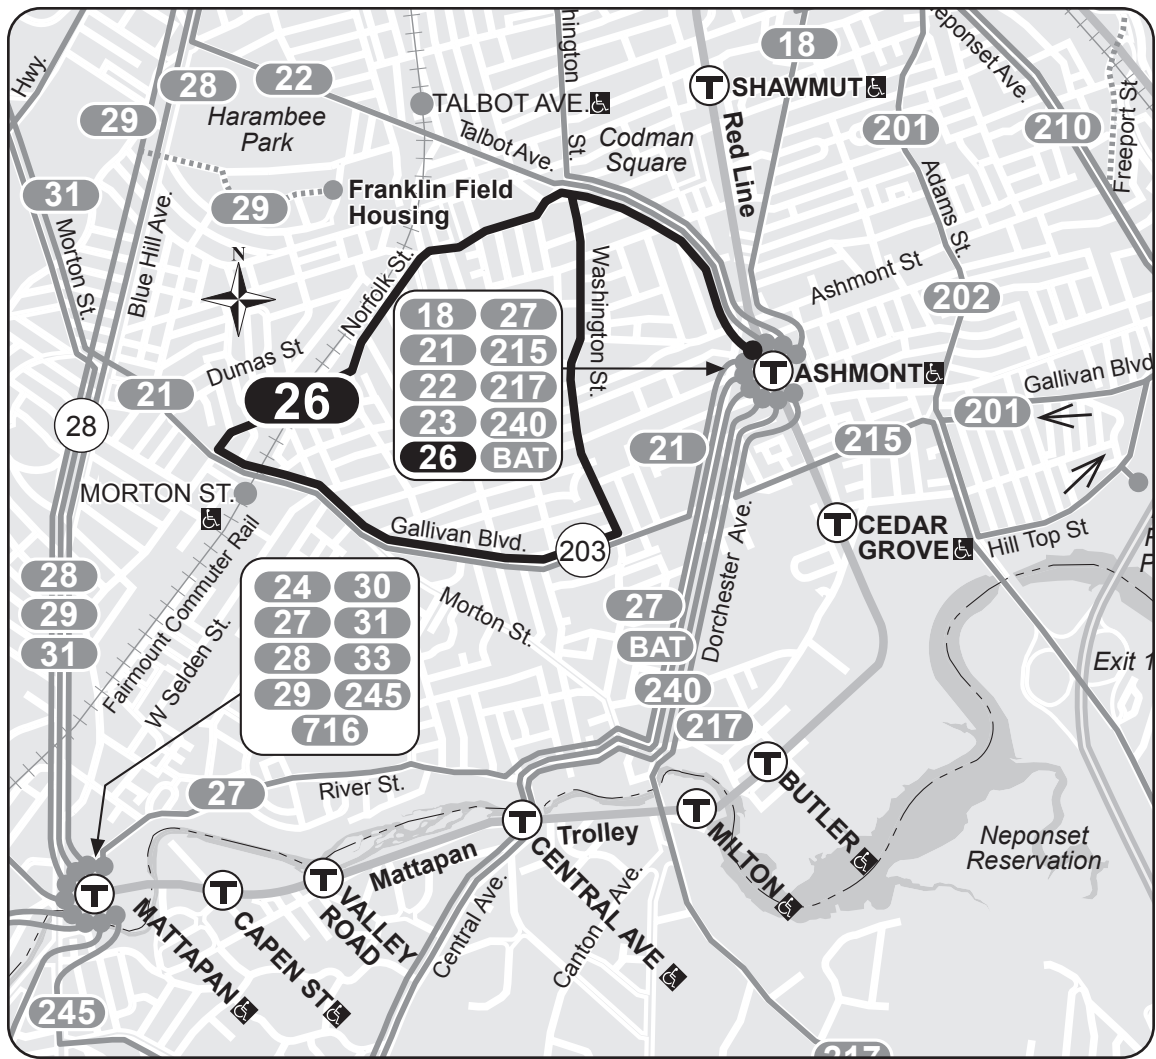 Hwy.
28
22
29
Harambee
Park
TALBOT AVE.
Talbot Ave.
hington
St.
Codman
Square
18
T SHAWMUT
Red Line
201
Neponset Ave.
210
Freeport St
31
Morton St.
Blue Hill Ave.
29
Franklin Field
Housing
N
Norfolk St.
Washington St.
Adams St.
Ashmont St
202
Dumas St
18 27
21 215
22 217
23 240
26 BAT
T ASHMONT
Gallivan Blvd
201
21
26
28
21
215
MORTON ST.
Gallivan Blvd.
203
Dorchester Ave.
T CEDAR
GROVE
Hill Top St
Fairmount Commuter Rail
W Selden St.
Morton St.
28
29
31
24 30
27 31
28 33
29 245
716
27
BAT
240
217
Exit 1
27
River St.
T BUTLER
T MILTON
Neponset
Reservation
Mattapan
Trolley
T CENTRAL AVE
Central Ave.
Canton Ave.
T VALLEY
ROAD
T CAPEN ST
T MATTAPAN
245
217